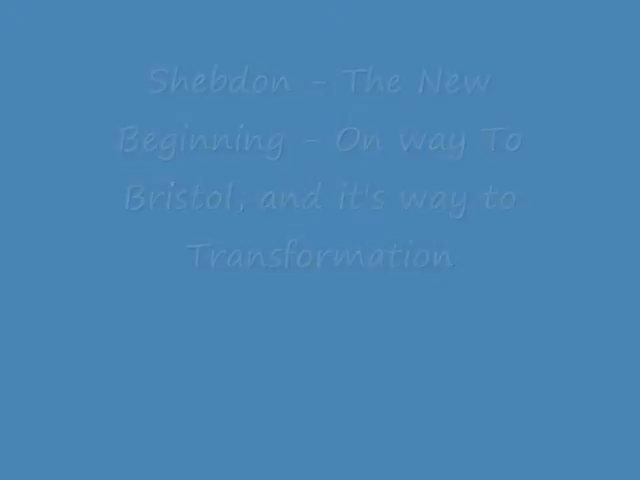 Shebdon - The New
Beginning - On way To
Bristol, and it's way to
Transformation